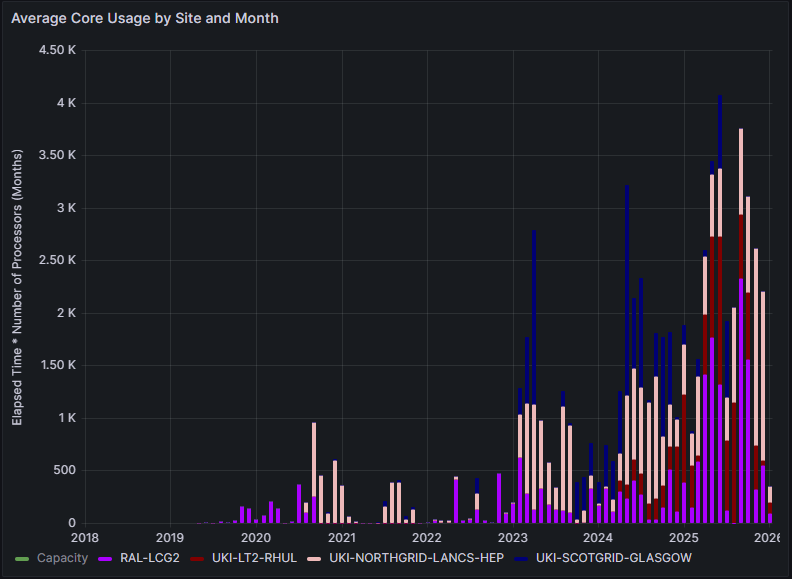 Average Core Usage by Site and Month
Elapsed Time * Number of Processors (Months)
4.50 K
4 K
3.50 K
3 K
2.50 K
2 K
1.50 K
1 K
500
0
2018 2019 2020 2021 2022 2023 2024 2025 2026
Capacity RAL-LCG2 UKI-LT2-RHUL UKI-NORTHGRID-LANCS-HEP UKI-SCOTGRID-GLASGOW